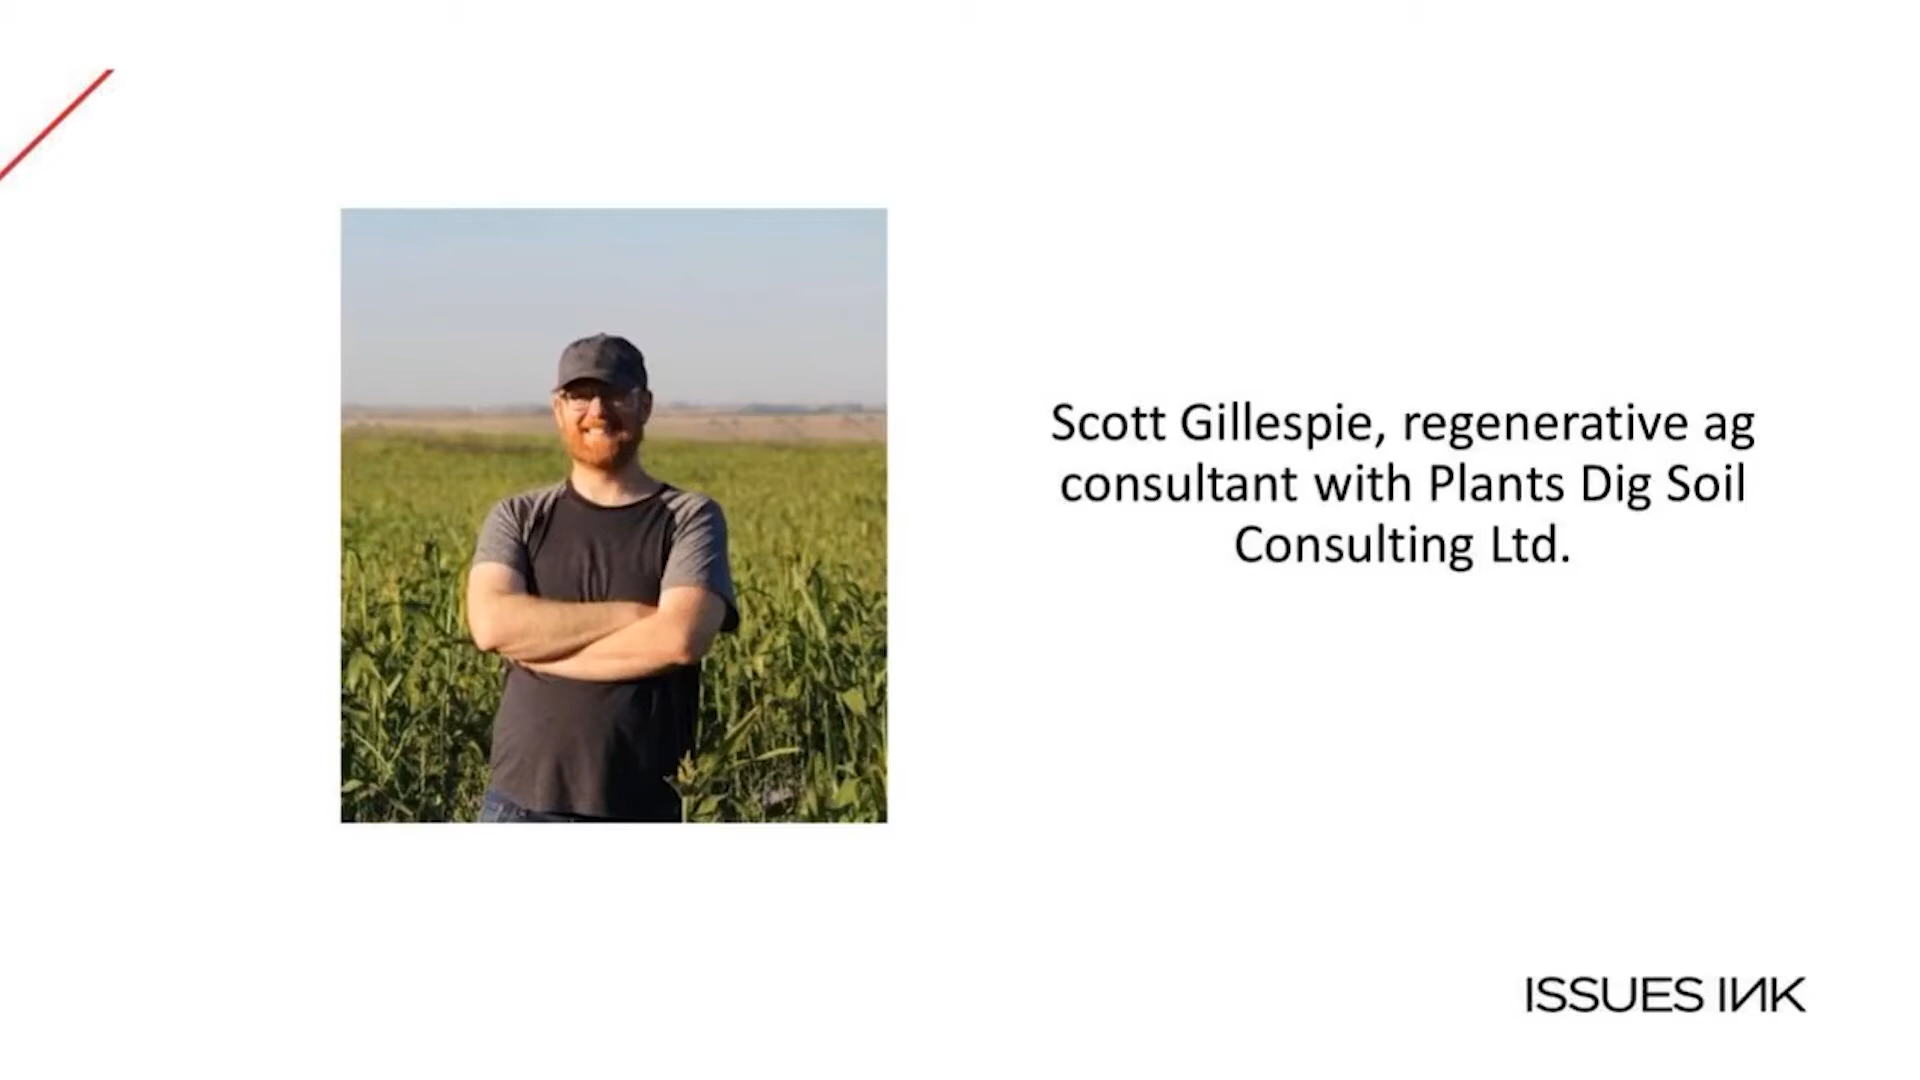 Scott Gillespie, regenerative ag
consultant with Plants Dig Soil
Consulting Ltd.
ISSUES INK